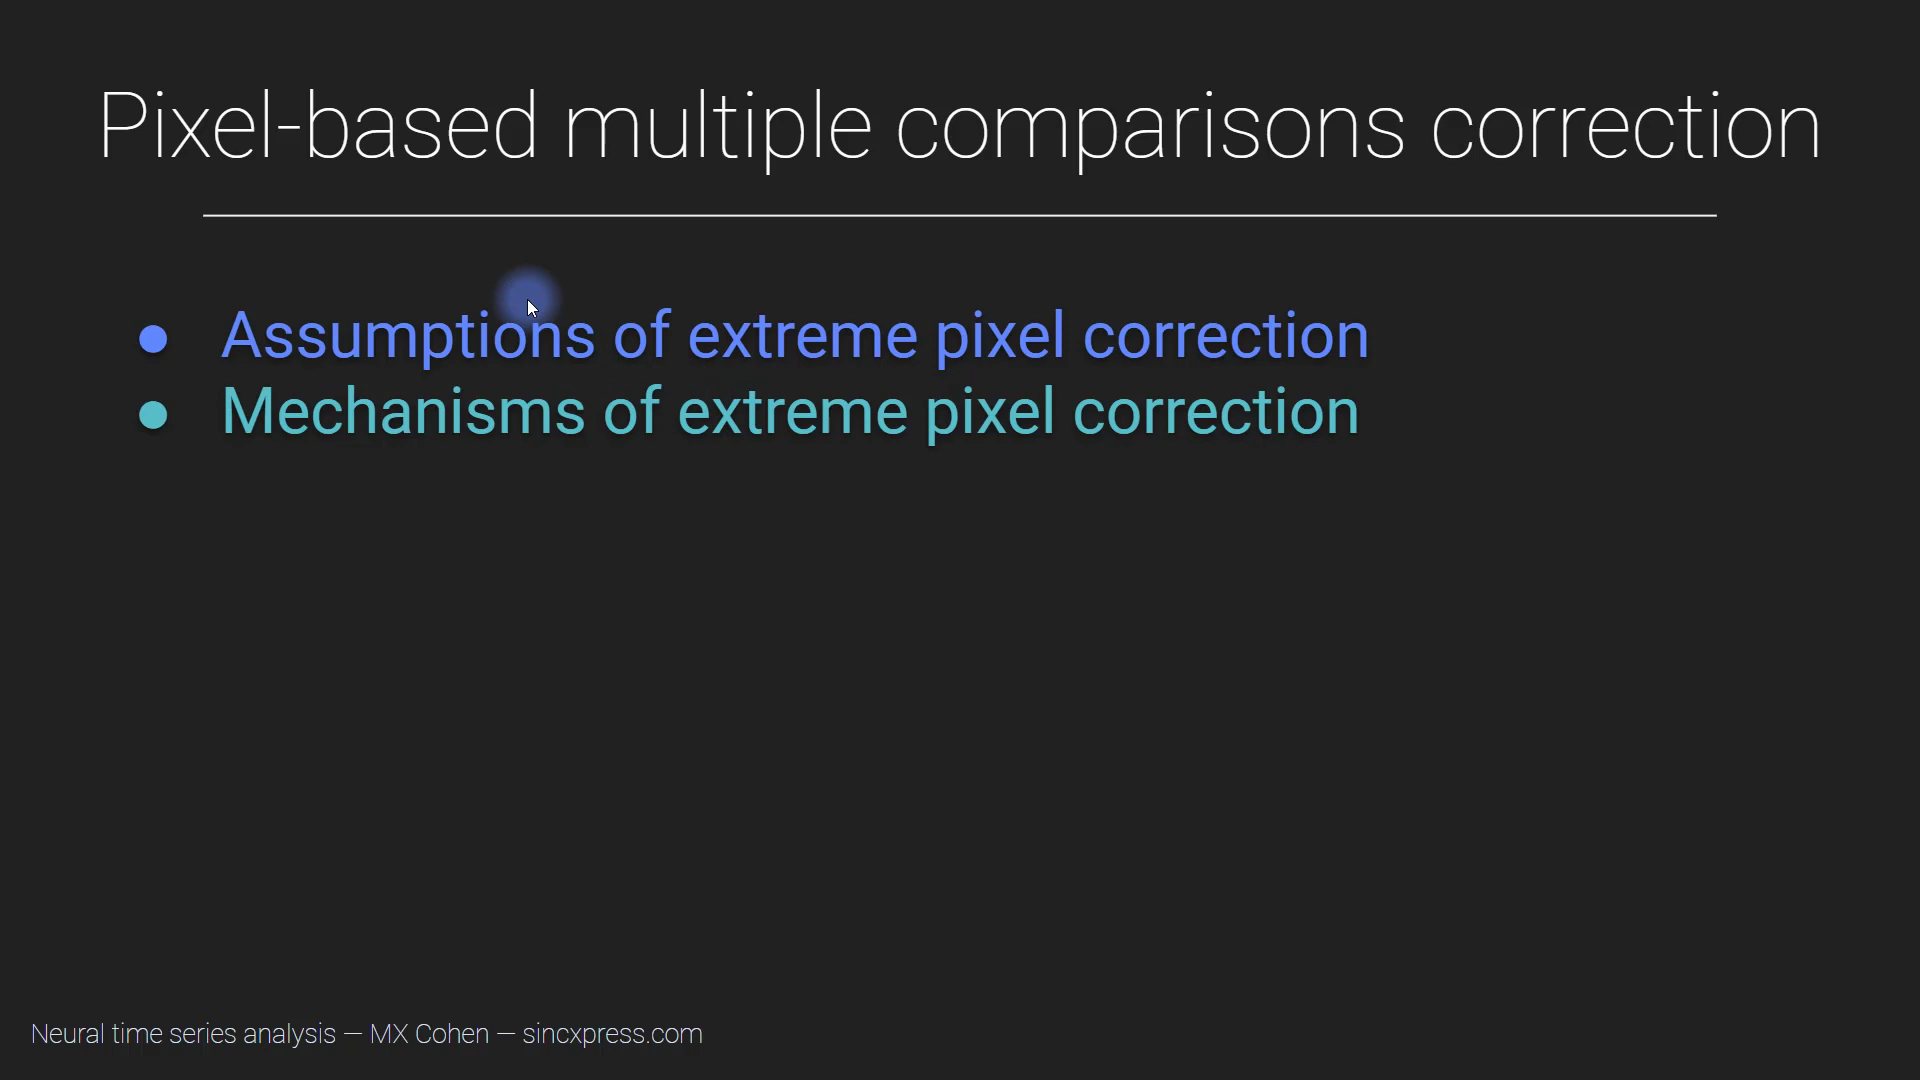 Pixel-based multiple comparisons correction
● Assumptions of extreme pixel correction
● Mechanisms of extreme pixel correction
Neural time series analysis — MX Cohen — sincxpress.com